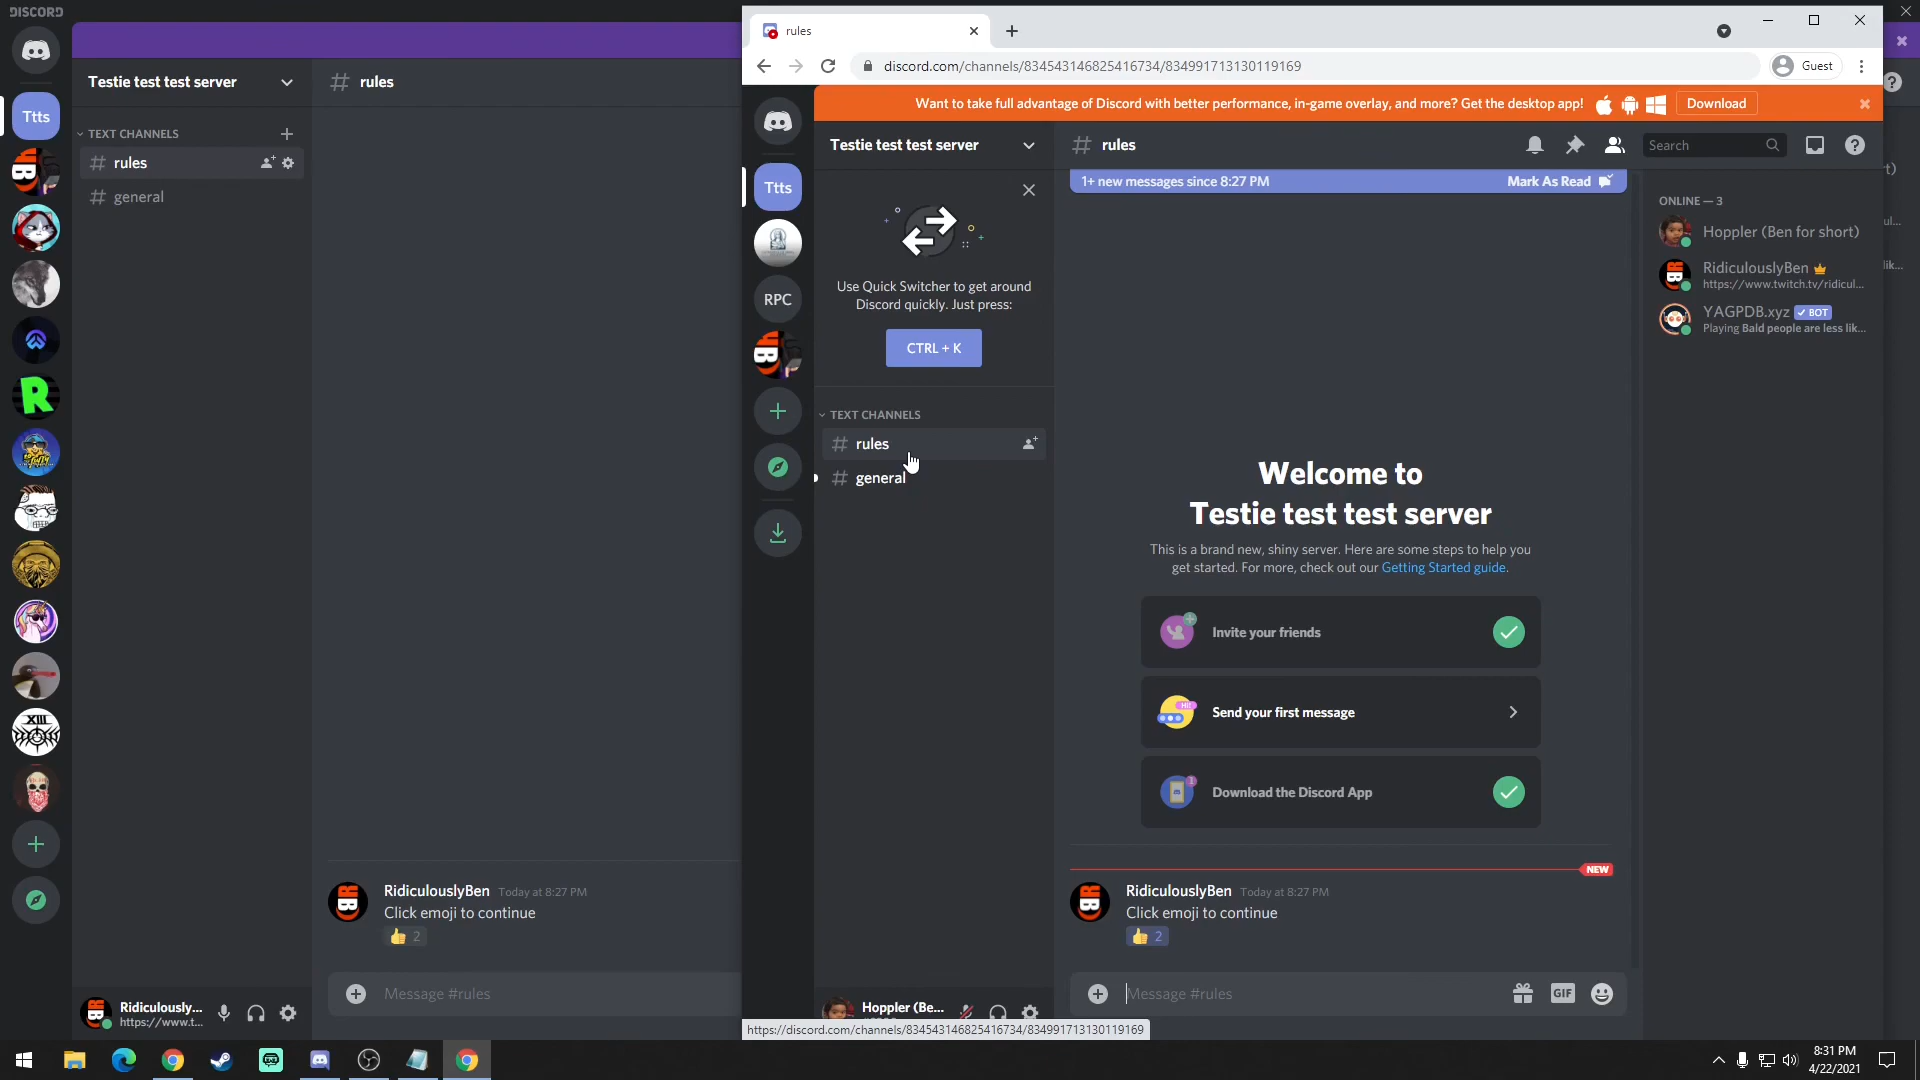 DISCORD
Testie test test server
rules
Ttts
TEXT CHANNELS
rules
general
XIII
RidiculouslyBen Today at 8:27 PM
Click emoji to continue
2
Message #rules
Ridiculously...
https://www.t...
rules
discord.com/channels/834543146825416734/834991713130119169
Guest
Want to take full advantage of Discord with better performance, in-game overlay, and more? Get the desktop app!
Download
Testie test test server
rules
Search
1+ new messages since 8:27 PM
Mark As Read
Ttts
RPC
Use Quick Switcher to get around
Discord quickly. Just press:
CTRL + K
TEXT CHANNELS
rules
general
ONLINE — 3
Hoppler (Ben for short)
RidiculouslyBen
https://www.twitch.tv/ridicul...
YAGPDB.xyz BOT
Playing Bald people are less lik...
t)
ul...
lik...
Welcome to
Testie test test server
This is a brand new, shiny server. Here are some steps to help you
get started. For more, check out our Getting Started guide.
Invite your friends
Hi!
Send your first message
Download the Discord App
NEW
RidiculouslyBen Today at 8:27 PM
Click emoji to continue
2
Message #rules
GIF
Hoppler (Be...
https://discord.com/channels/834543146825416734/834991713130119169
8:31 PM
4/22/2021